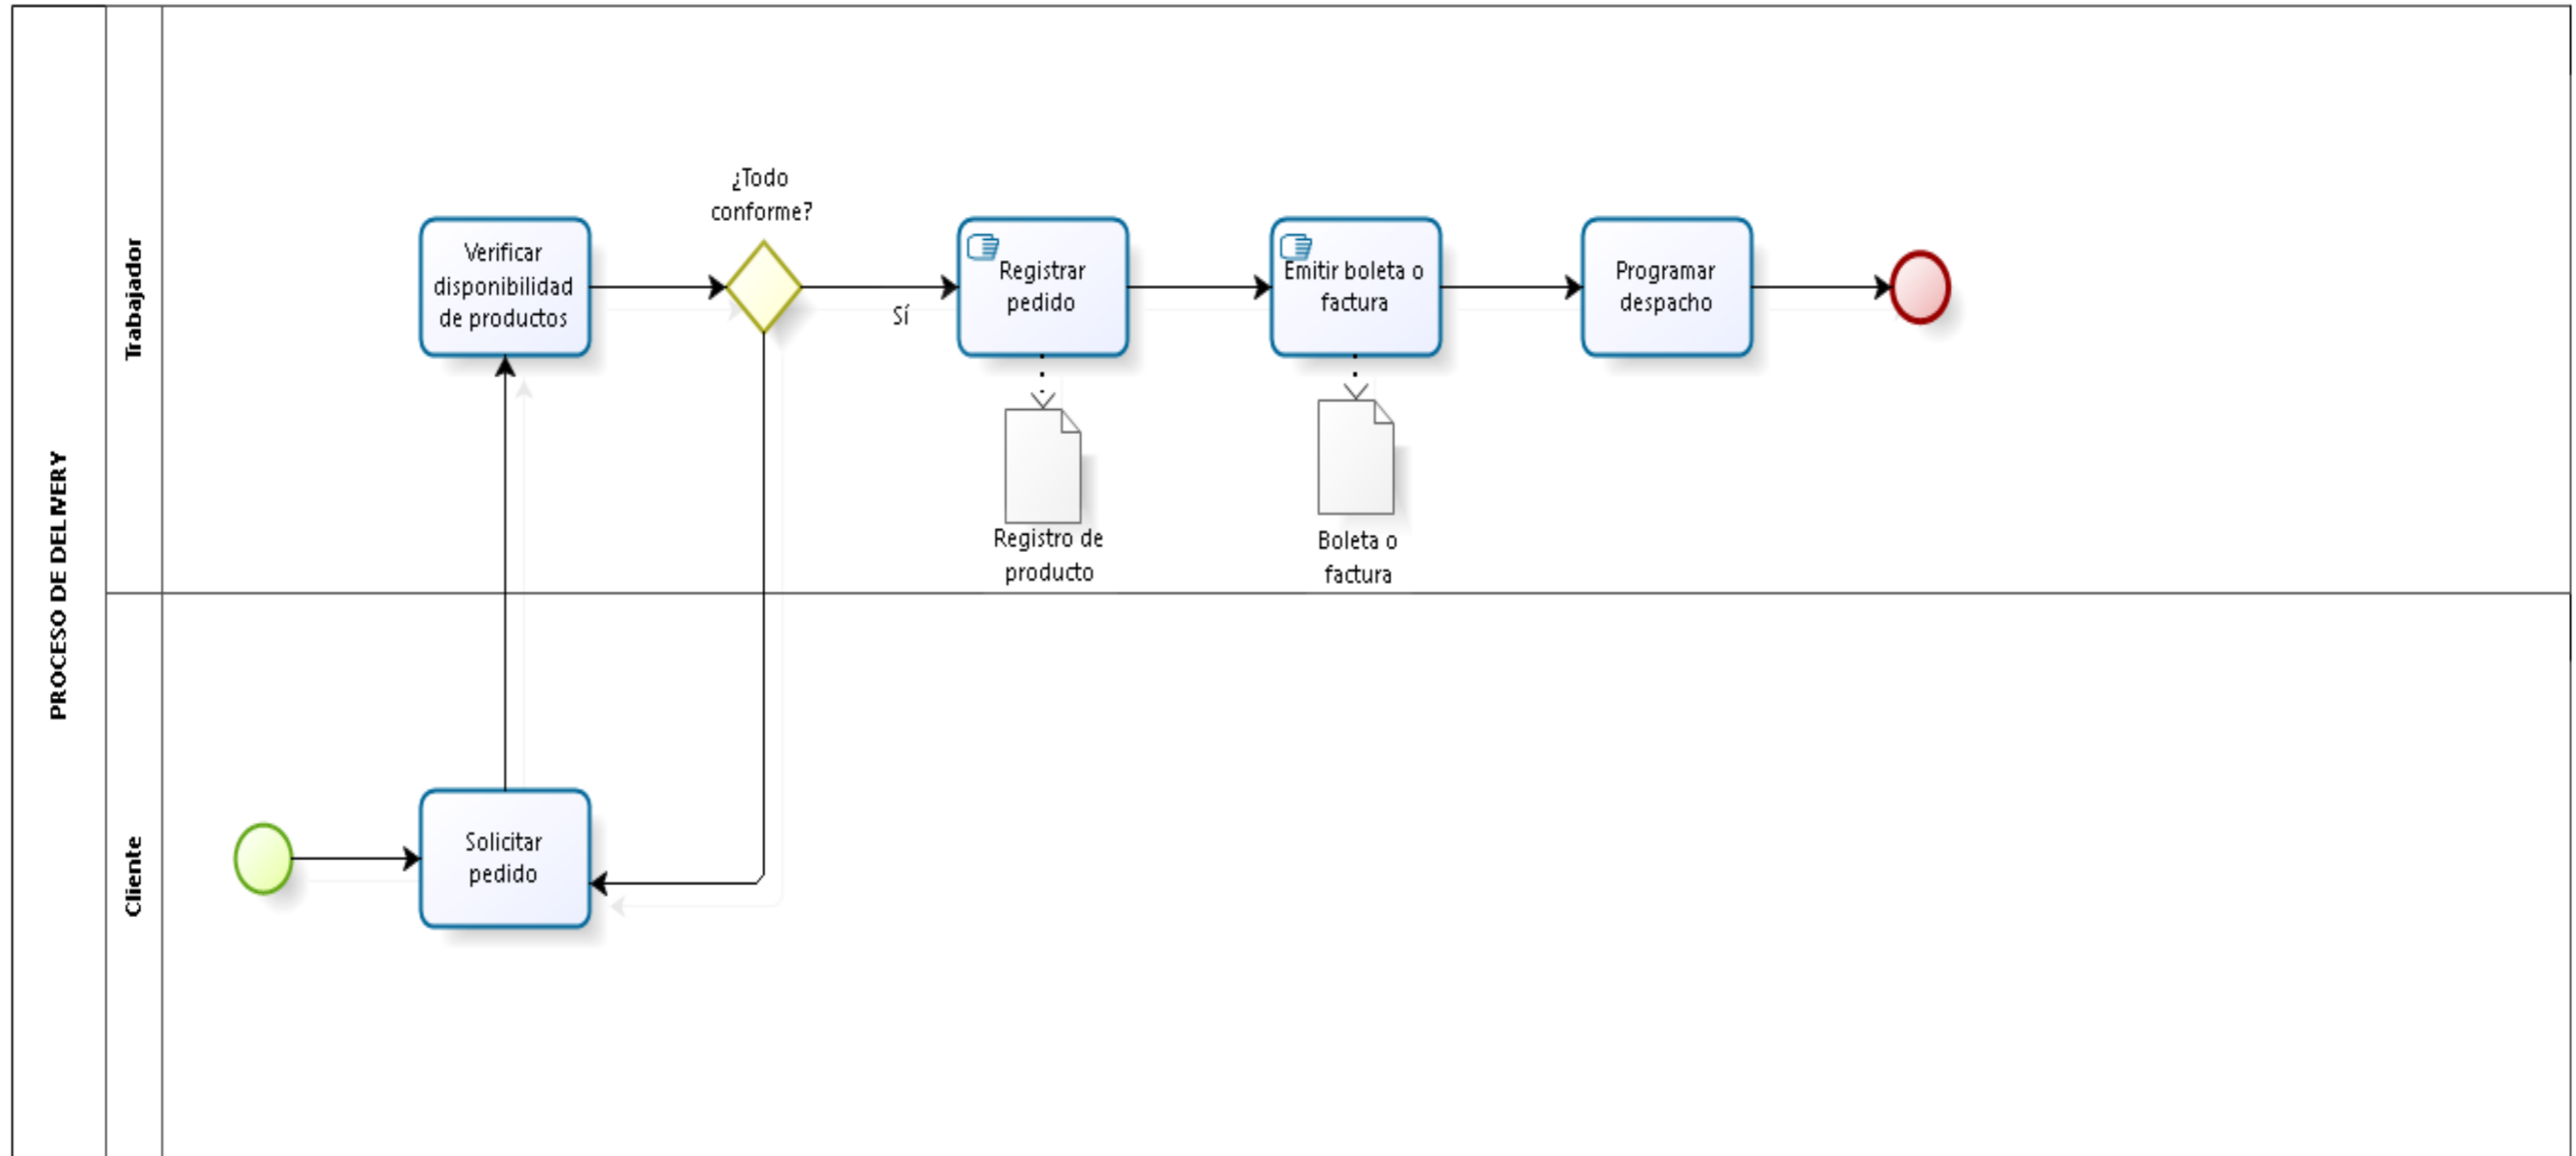 PROCESO DE DELIVERY
Trabajador
¿Todo
conforme?
Verificar
disponibilidad
de productos
Sí
Registrar
pedido
Emitir boleta o
factura
Programar
despacho
Registro de
producto
Boleta o
factura
Cliente
Solicitar
pedido